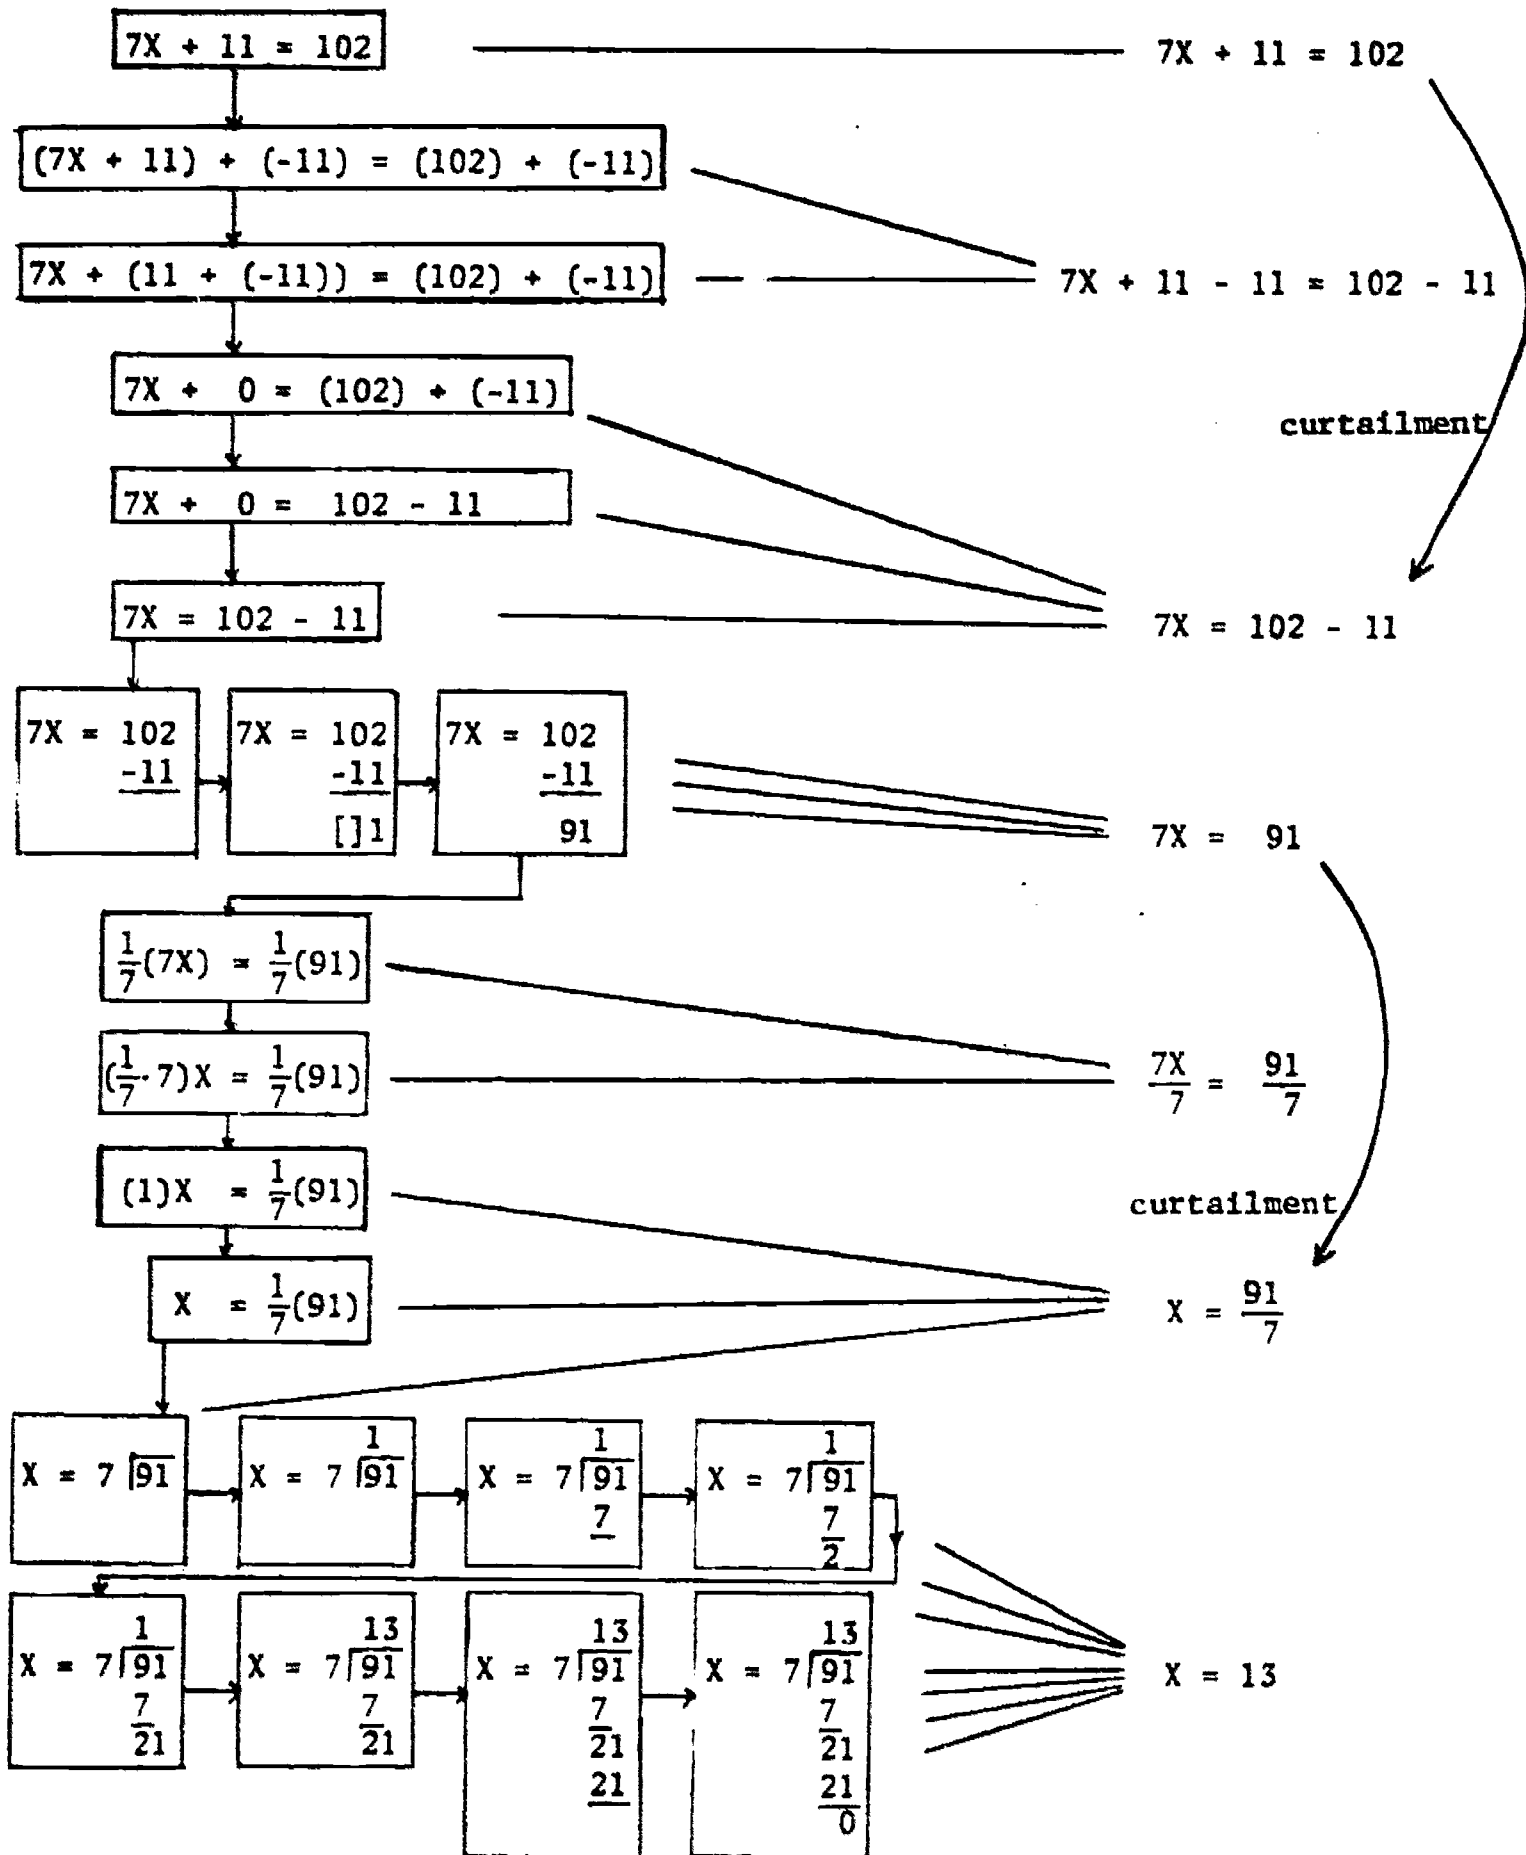 7X + 11 = 102 7X + 11 = 102
(7X + 11) + (-11) = (102) + (-11)
7X + (11 + (-11)) = (102) + (-11) 7X + 11 - 11 = 102 - 11
7X + 0 = (102) + (-11)
curtailment
7X + 0 = 102 - 11
7X = 102 - 11 7X = 102 - 11
7X = 102 7X = 102 7X = 102
-11 -11 -11
[]1 91 7X = 91
1/7(7X) = 1/7(91)
(1/7·7)X = 1/7(91) 7X/7 = 91/7
(1)X = 1/7(91)
curtailment
X = 1/7(91) X = 91/7
1 1 1
X = 7 91 X = 7 91 X = 7 91 X = 7 91
7 7
2
1 13 13 13
X = 7 91 X = 7 91 X = 7 91 X = 7 91 X = 13
7 7 7 7
21 21 21 21
21 21
0